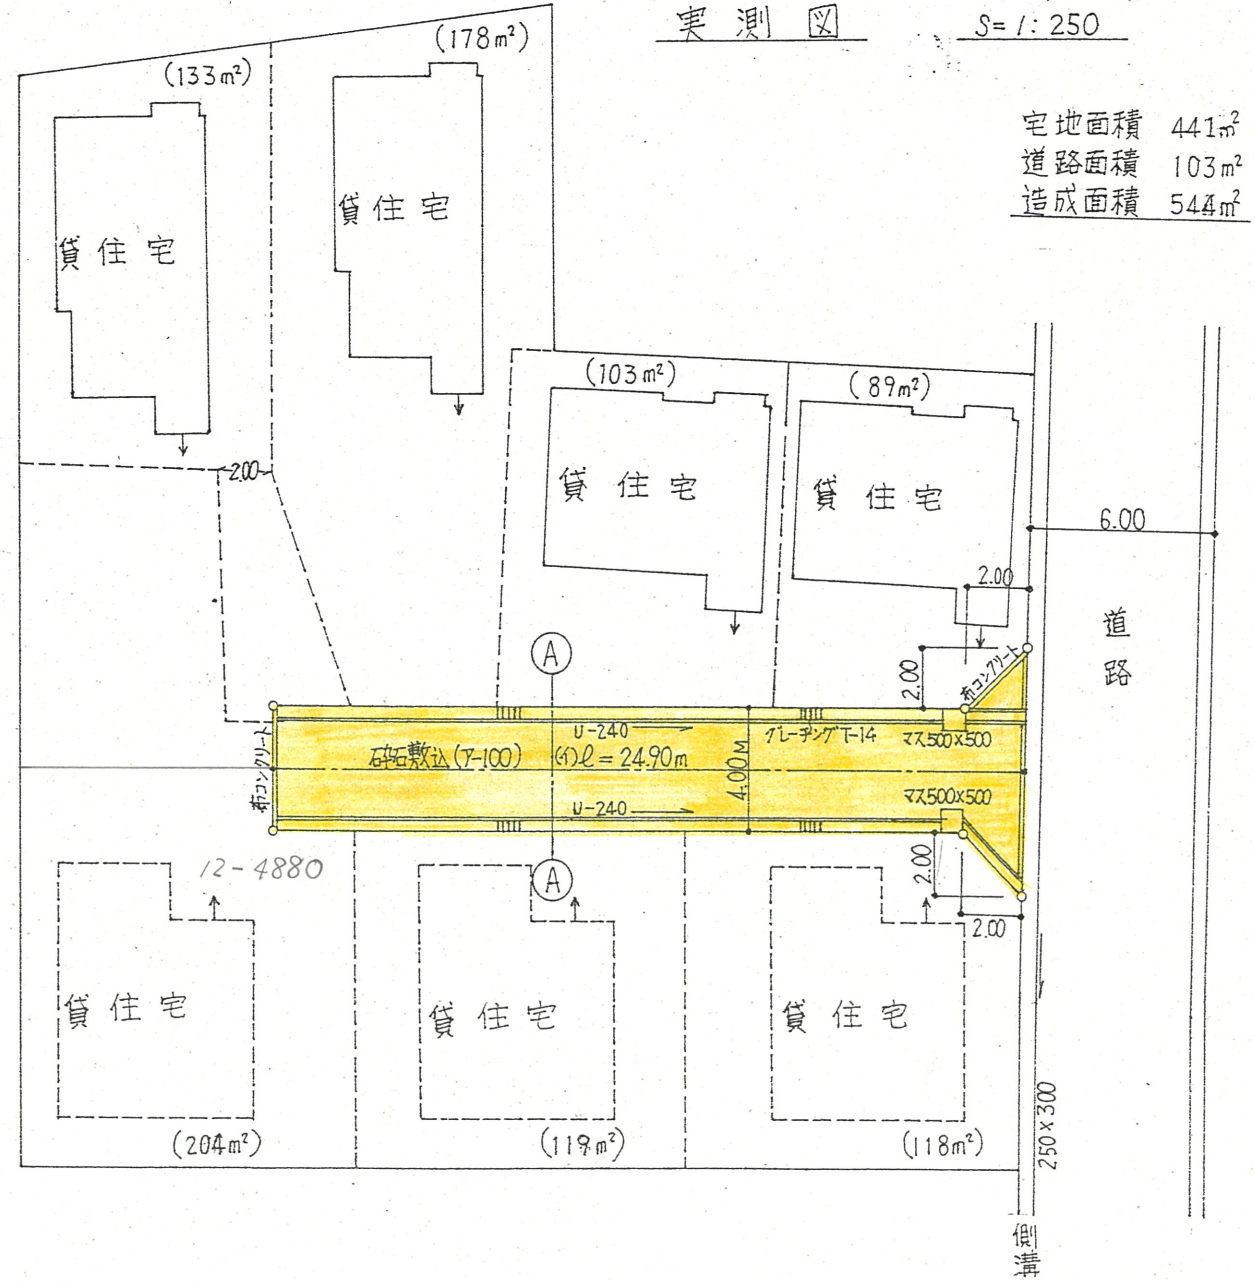 実測図 S=1:250
宅地面積 441㎡
道路面積 103㎡
造成面積 544㎡
(133㎡)
(178㎡)
貸住宅
貸住宅
(103㎡)
(89㎡)
貸住宅
貸住宅
2.00
6.00
2.00
道路
2.00
A
布コンクリート
U-240
グレーチングT-14
マス500×500
布コンクリート
砕石敷込(ア-100)
(イ)ℓ=24.90m
4.00M
マス500×500
U-240
2.00
2.00
A
12-4880
貸住宅
貸住宅
貸住宅
(204㎡)
(119㎡)
(118㎡)
250×300
側溝